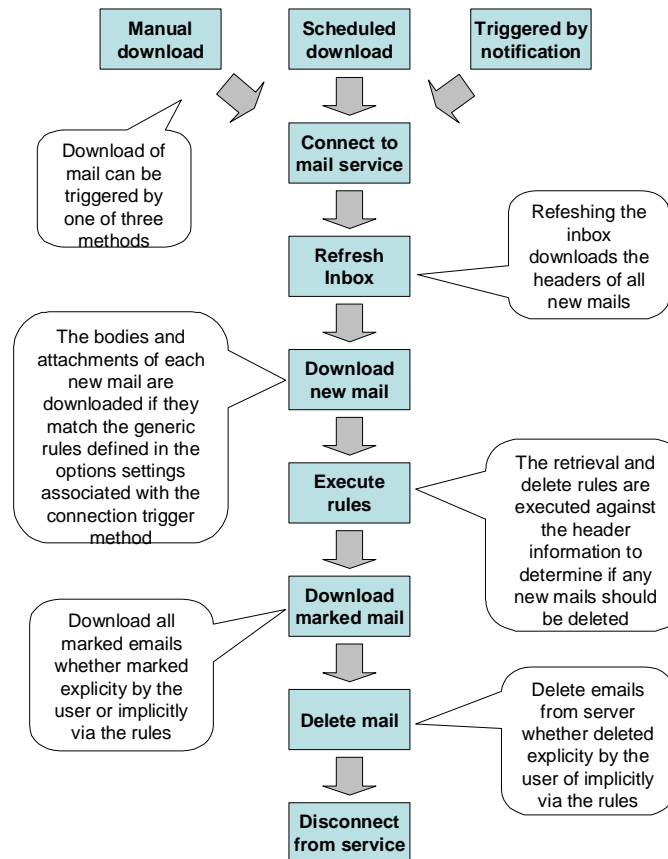 Manual
download
Scheduled
download
Triggered by
notification
Download of
mail can be
triggered by
one of three
methods
Connect to
mail service
Refresh
Inbox
Refeshing the
inbox
downloads the
headers of all
new mails
The bodies and
attachments of each
new mail are
downloaded if they
match the generic
rules defined in the
options settings
associated with the
connection trigger
method
Download
new mail
Execute
rules
The retrieval and
delete rules are
executed against
the header
information to
determine if any
new mails should
be deleted
Download all
marked emails
whether marked
explicity by the
user or implicitly
via the rules
Download
marked mail
Delete mail
Delete emails
from server
whether deleted
explicity by the
user of implicitly
via the rules
Disconnect
from service